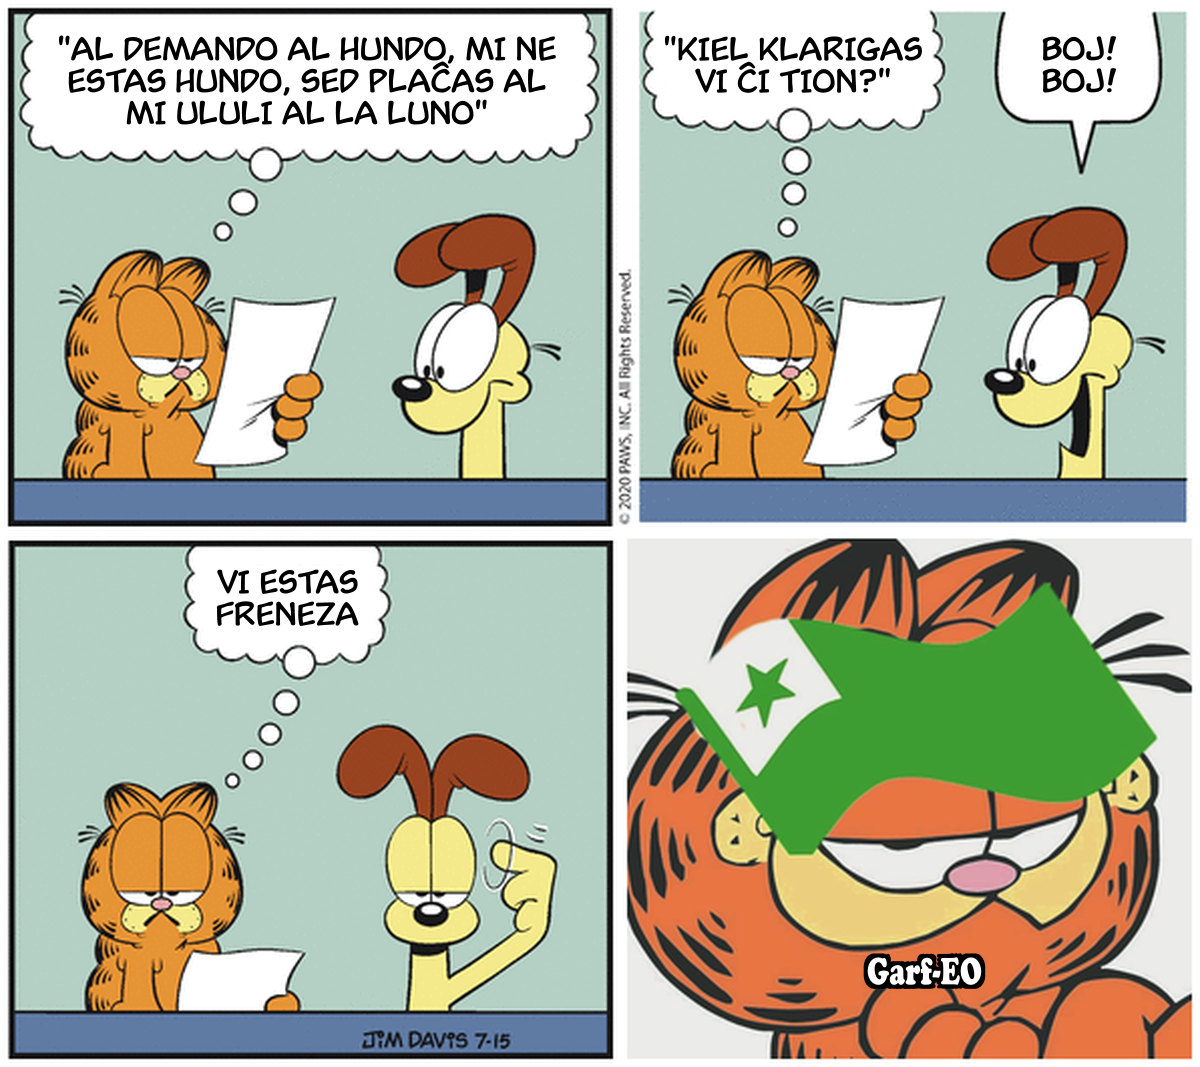 "AL DEMANDO AL HUNDO, MI NE
ESTAS HUNDO, SED PLAĈAS AL
MI ULULI AL LA LUNO"
"KIEL KLARIGAS
VI ĈI TION?"
BOJ!
BOJ!
© 2020 PAWS, INC. All Rights Reserved.
VI ESTAS
FRENEZA
JIM DAVIS 7-15
Garf-EO